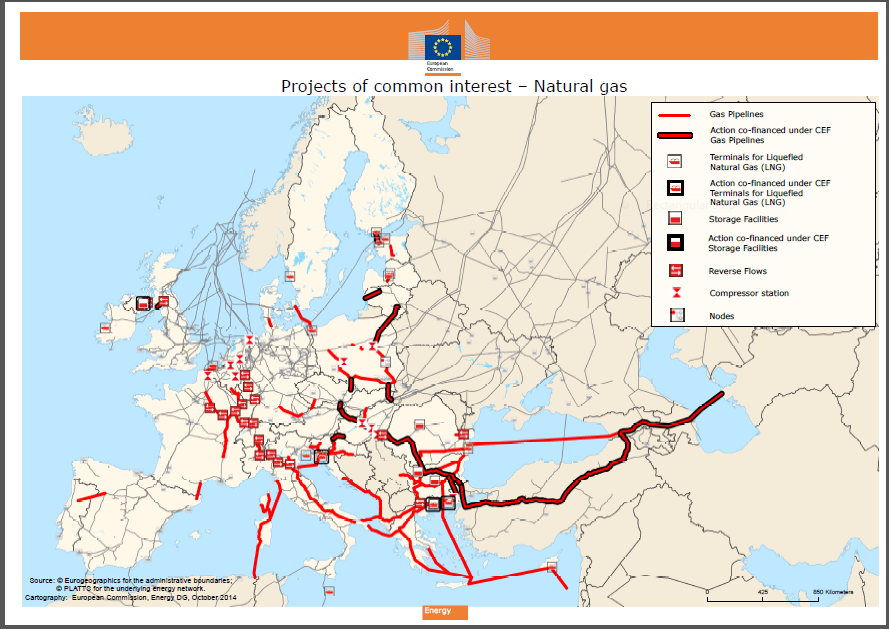 European
Commission
Projects of common interest – Natural gas
Gas Pipelines
Action co-financed under CEF
Gas Pipelines
Terminals for Liquefied
Natural Gas (LNG)
Action co-financed under CEF
Terminals for Liquefied
Natural Gas (LNG)
Storage Facilities
Action co-financed under CEF
Storage Facilities
Reverse Flows
Compressor station
Nodes
Source: © Eurogeographics for the administrative boundaries;
© PLATTS for the underlying energy network.
Cartography: European Commission, Energy DG, October 2014
0 425 850 Kilometers
Energy